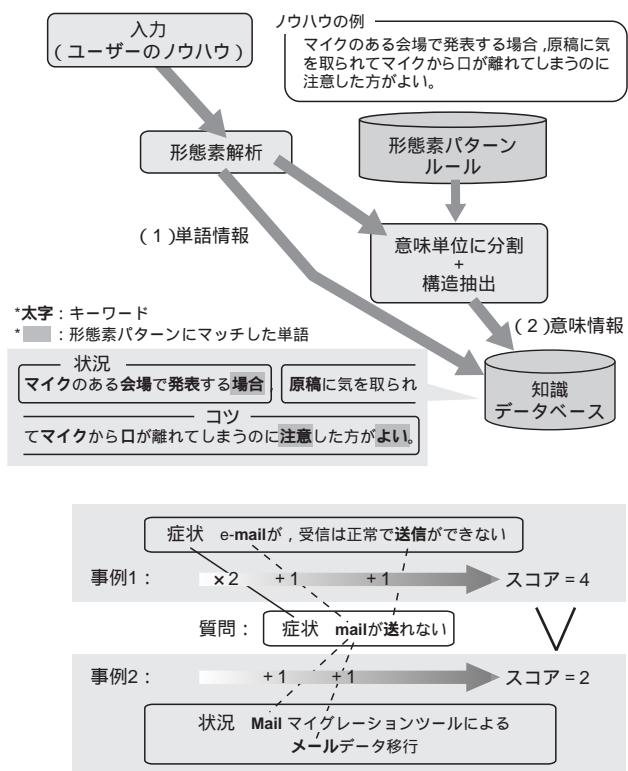 入力
（ユーザーのノウハウ）
ノウハウの例
マイクのある会場で発表する場合，原稿に気
を取られてマイクから口が離れてしまうのに
注意した方がよい。
形態素解析
形態素パターン
ルール
（1）単語情報
意味単位に分割
+
構造抽出
（2）意味情報
*太字：キーワード
*　：形態素パターンにマッチした単語
状況
マイクのある会場で発表する場合，原稿に気を取られ
コツ
てマイクから口が離れてしまうのに注意した方がよい。
知識
データベース
症状 e-mailが，受信は正常で送信ができない
事例1： ×2 +1 +1 スコア=4
質問： 症状 mailが送れない
事例2： +1 +1 スコア=2
状況 Mail マイグレーションツールによる
メールデータ移行